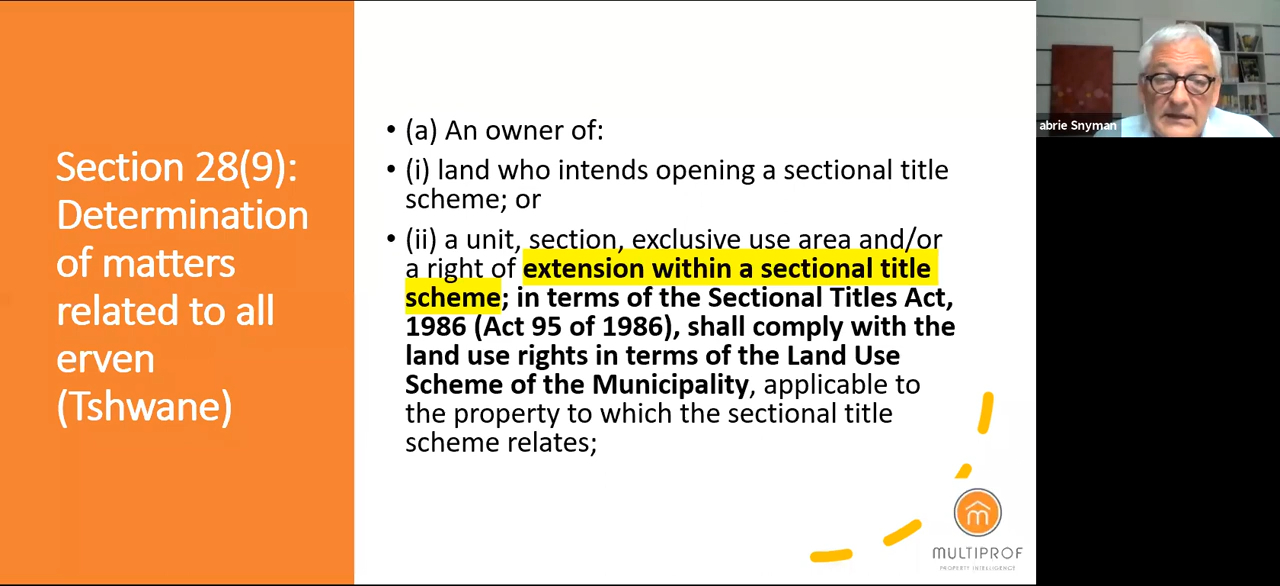 Section 28(9):
Determination
of matters
related to all
erven
(Tshwane)
• (a) An owner of:
• (i) land who intends opening a sectional title
scheme; or
• (ii) a unit, section, exclusive use area and/or
a right of extension within a sectional title
scheme; in terms of the Sectional Titles Act,
1986 (Act 95 of 1986), shall comply with the
land use rights in terms of the Land Use
Scheme of the Municipality, applicable to
the property to which the sectional title
scheme relates;
abrie Snyman
MULTIPROF
PROPERTY INTELLIGENCE